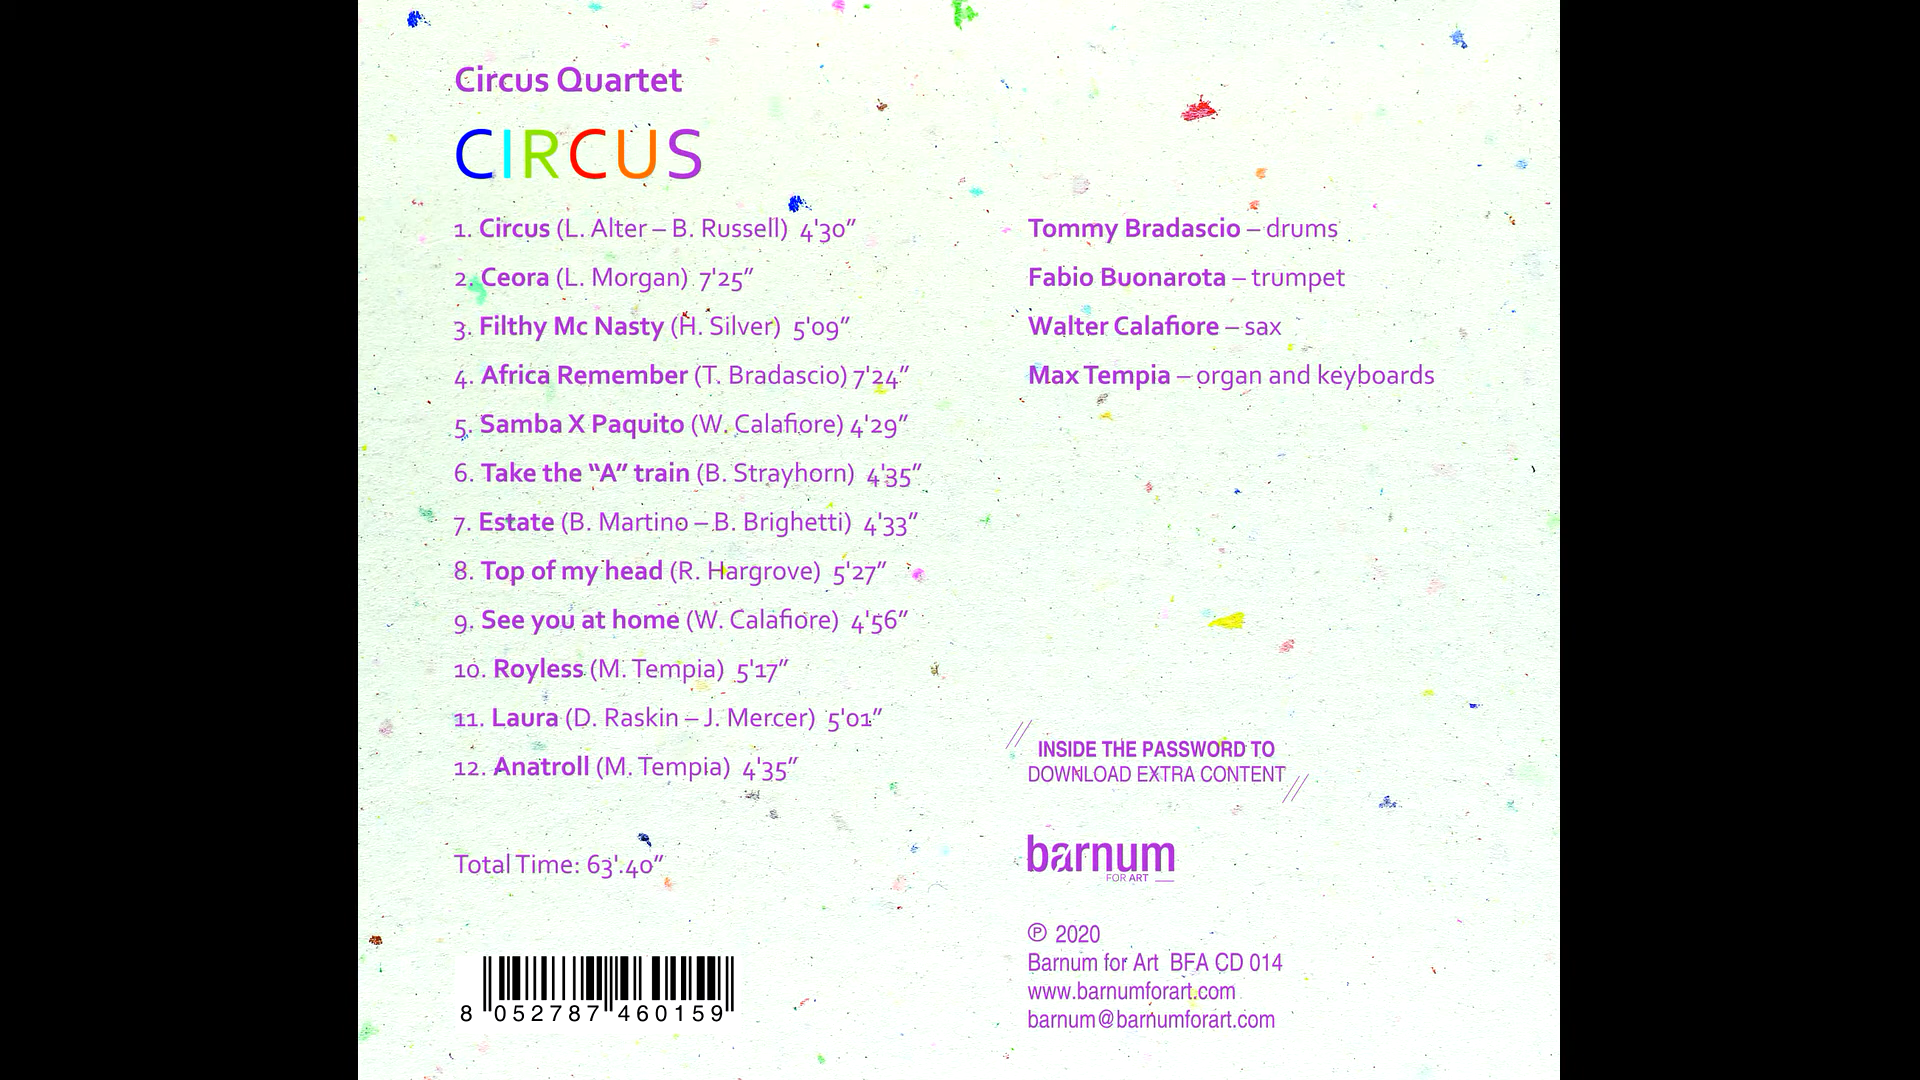 Circus Quartet
CIRCUS
1. Circus (L. Alter – B. Russell) 4'30”
2. Ceora (L. Morgan) 7'25”
3. Filthy Mc Nasty (H. Silver) 5'09”
4. Africa Remember (T. Bradascio) 7'24”
5. Samba X Paquito (W. Calafiore) 4'29”
6. Take the “A” train (B. Strayhorn) 4'35”
7. Estate (B. Martino – B. Brighetti) 4'33”
8. Top of my head (R. Hargrove) 5'27”
9. See you at home (W. Calafiore) 4'56”
10. Royless (M. Tempia) 5'17”
11. Laura (D. Raskin – J. Mercer) 5'01”
12. Anatroll (M. Tempia) 4'35”
Total Time: 63'.40”
8 052787 460159
Tommy Bradascio – drums
Fabio Buonarota – trumpet
Walter Calafiore – sax
Max Tempia – organ and keyboards
// INSIDE THE PASSWORD TO
DOWNLOAD EXTRA CONTENT //
barnum
FOR ART
℗ 2020
Barnum for Art BFA CD 014
www.barnumforart.com
barnum@barnumforart.com